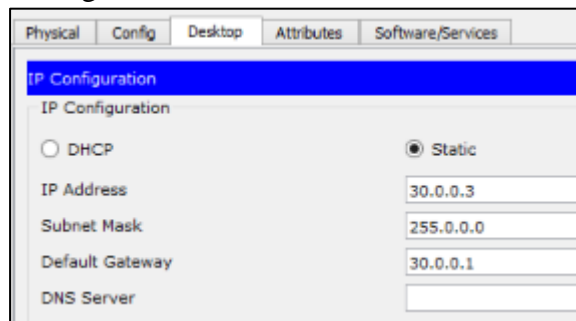 Physical Config Desktop Attributes Software/Services
IP Configuration
IP Configuration
DHCP Static
IP Address 30.0.0.3
Subnet Mask 255.0.0.0
Default Gateway 30.0.0.1
DNS Server